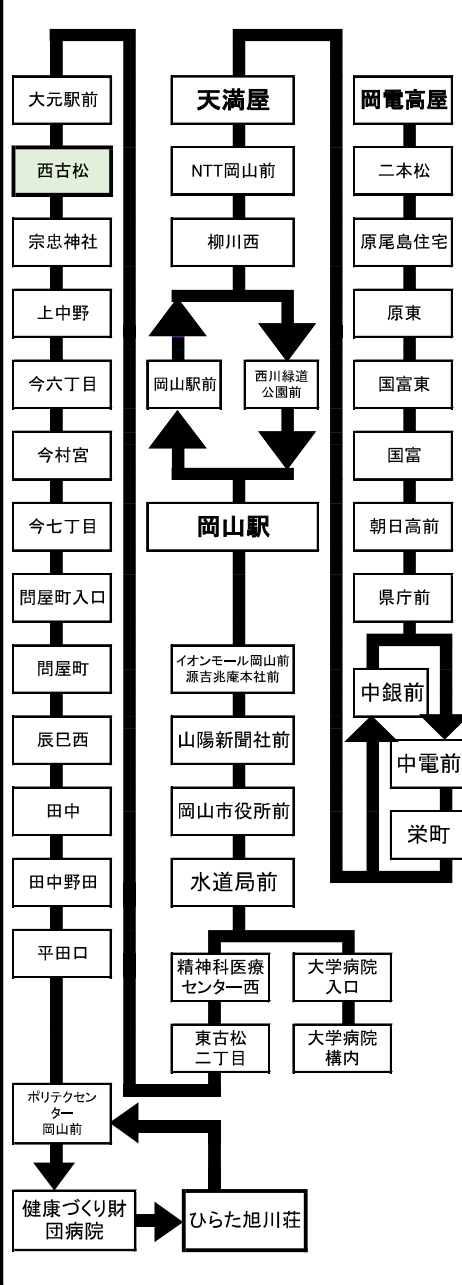 大元駅前
西古松
宗忠神社
上中野
今六丁目
今村宮
今七丁目
問屋町入口
問屋町
辰巳西
田中
田中野田
平田口
ポリテクセン
ター
岡山前
健康づくり財
団病院
天満屋
NTT岡山前
柳川西
岡山駅前
西川緑道
公園前
岡山駅
イオンモール岡山前
源吉兆庵本社前
山陽新聞社前
岡山市役所前
水道局前
精神科医療
センター西
大学病院
入口
東古松
二丁目
大学病院
構内
ひらた旭川荘
岡電高屋
二本松
原尾島住宅
原東
国富東
国富
朝日高前
県庁前
中銀前
中電前
栄町